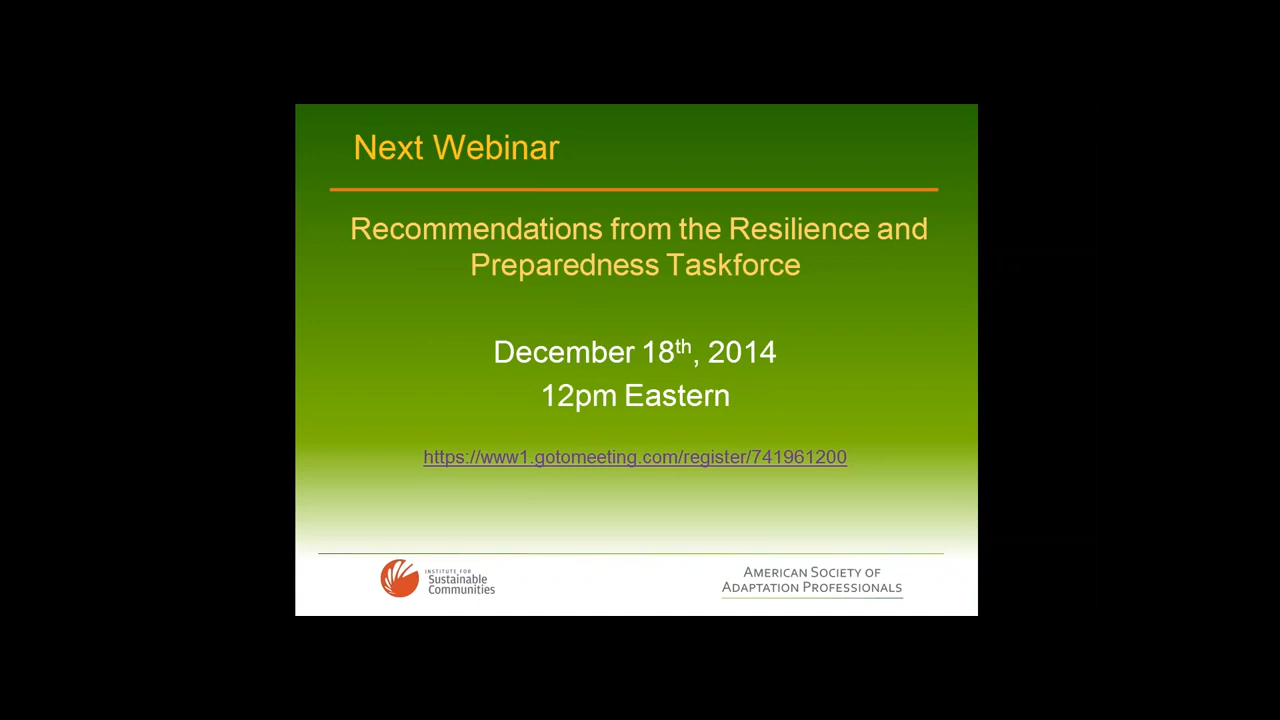 Next Webinar
Recommendations from the Resilience and
Preparedness Taskforce
December 18th, 2014
12pm Eastern
https://www1.gotomeeting.com/register/741961200
INSTITUTE FOR
Sustainable
Communities
AMERICAN SOCIETY OF
ADAPTATION PROFESSIONALS